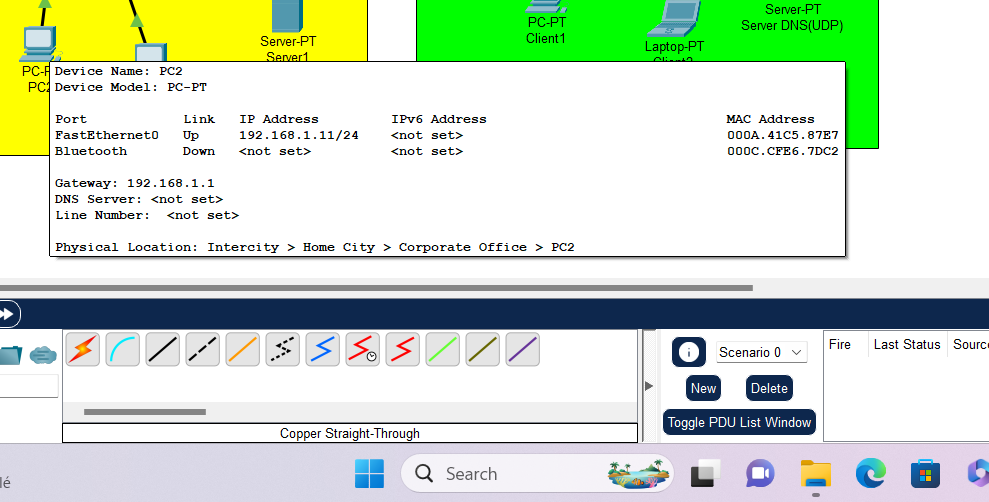 Server-PT
Server1
PC-PT
Client1
Laptop-PT
Server-PT
Server DNS(UDP)
Device Name: PC2
Device Model: PC-PT
Port Link IP Address IPv6 Address MAC Address
FastEthernet0 Up 192.168.1.11/24 <not set> 000A.41C5.87E7
Bluetooth Down <not set> <not set> 000C.CFE6.7DC2
Gateway: 192.168.1.1
DNS Server: <not set>
Line Number: <not set>
Physical Location: Intercity > Home City > Corporate Office > PC2
Scenario 0
New
Delete
Toggle PDU List Window
Fire Last Status Source
Copper Straight-Through
Search